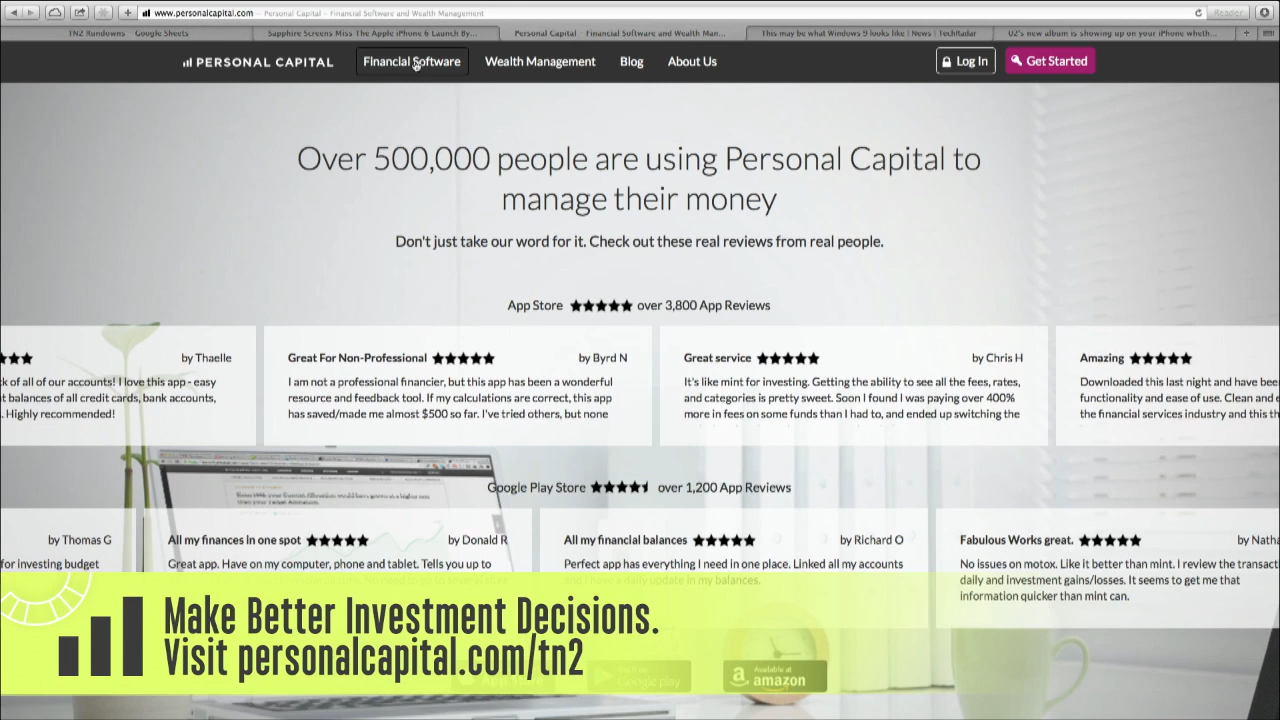 www.personalcapital.com – Personal Capital – Financial Software and Wealth Management
Reader
TN2 Rundowns – Google Sheets
Sapphire Screens Miss The Apple iPhone 6 Launch By...
Personal Capital – Financial Software and Wealth Man...
This may be what Windows 9 looks like | News | TechRadar
U2's new album is showing up on your iPhone wheth...
PERSONAL CAPITAL
Financial Software
Wealth Management
Blog
About Us
Log In
Get Started
Over 500,000 people are using Personal Capital to
manage their money
Don't just take our word for it. Check out these real reviews from real people.
App Store ★★★★★ over 3,800 App Reviews
by Thaelle
k of all of our accounts! I love this app - easy
t balances of all credit cards, bank accounts,
. Highly recommended!
Great For Non-Professional ★★★★★ by Byrd N
I am not a professional financier, but this app has been a wonderful
resource and feedback tool. If my calculations are correct, this app
has saved/made me almost $500 so far. I've tried others, but none
Great service ★★★★★ by Chris H
It's like mint for investing. Getting the ability to see all the fees, rates,
and categories is pretty sweet. Soon I found I was paying over 400%
more in fees on some funds than I had to, and ended up switching the
Amazing ★★★★★
Downloaded this last night and have bee
functionality and ease of use. Clean and e
the financial services industry and this th
Google Play Store over 1,200 App Reviews
by Thomas G
for investing budget
All my finances in one spot ★★★★★ by Donald R
Great app. Have on my computer, phone and tablet. Tells you up to
All my financial balances ★★★★★ by Richard O
Perfect app has everything I need in one place. Linked all my accounts
and I have a daily update in my balances.
Fabulous Works great. ★★★★★ by Natha
No issues on motox. Like it better than mint. I review the transact
daily and investment gains/losses. It seems to get me that
information quicker than mint can.
Make Better Investment Decisions.
Visit personalcapital.com/tn2
Google play
Available at
amazon